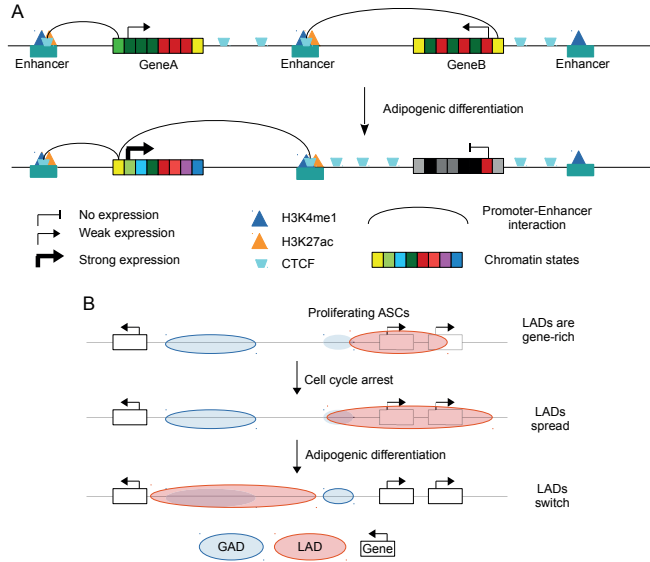 A
Enhancer
GeneA
Enhancer
GeneB
Enhancer
Adipogenic differentiation
No expression
Weak expression
Strong expression
H3K4me1
H3K27ac
CTCF
Promoter-Enhancer
interaction
Chromatin states
B
Proliferating ASCs
LADs are
gene-rich
Cell cycle arrest
LADs
spread
Adipogenic differentiation
LADs
switch
GAD
LAD
Gene